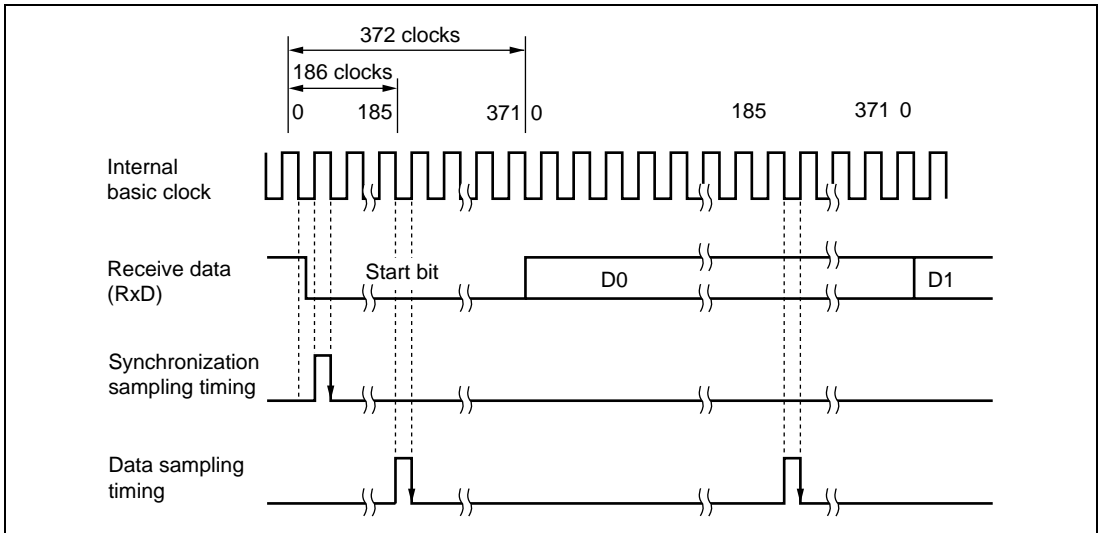 372 clocks
186 clocks
0 185 371 0 185 371 0
Internal
basic clock
Receive data
(RxD)
Start bit D0 D1
Synchronization
sampling timing
Data sampling
timing